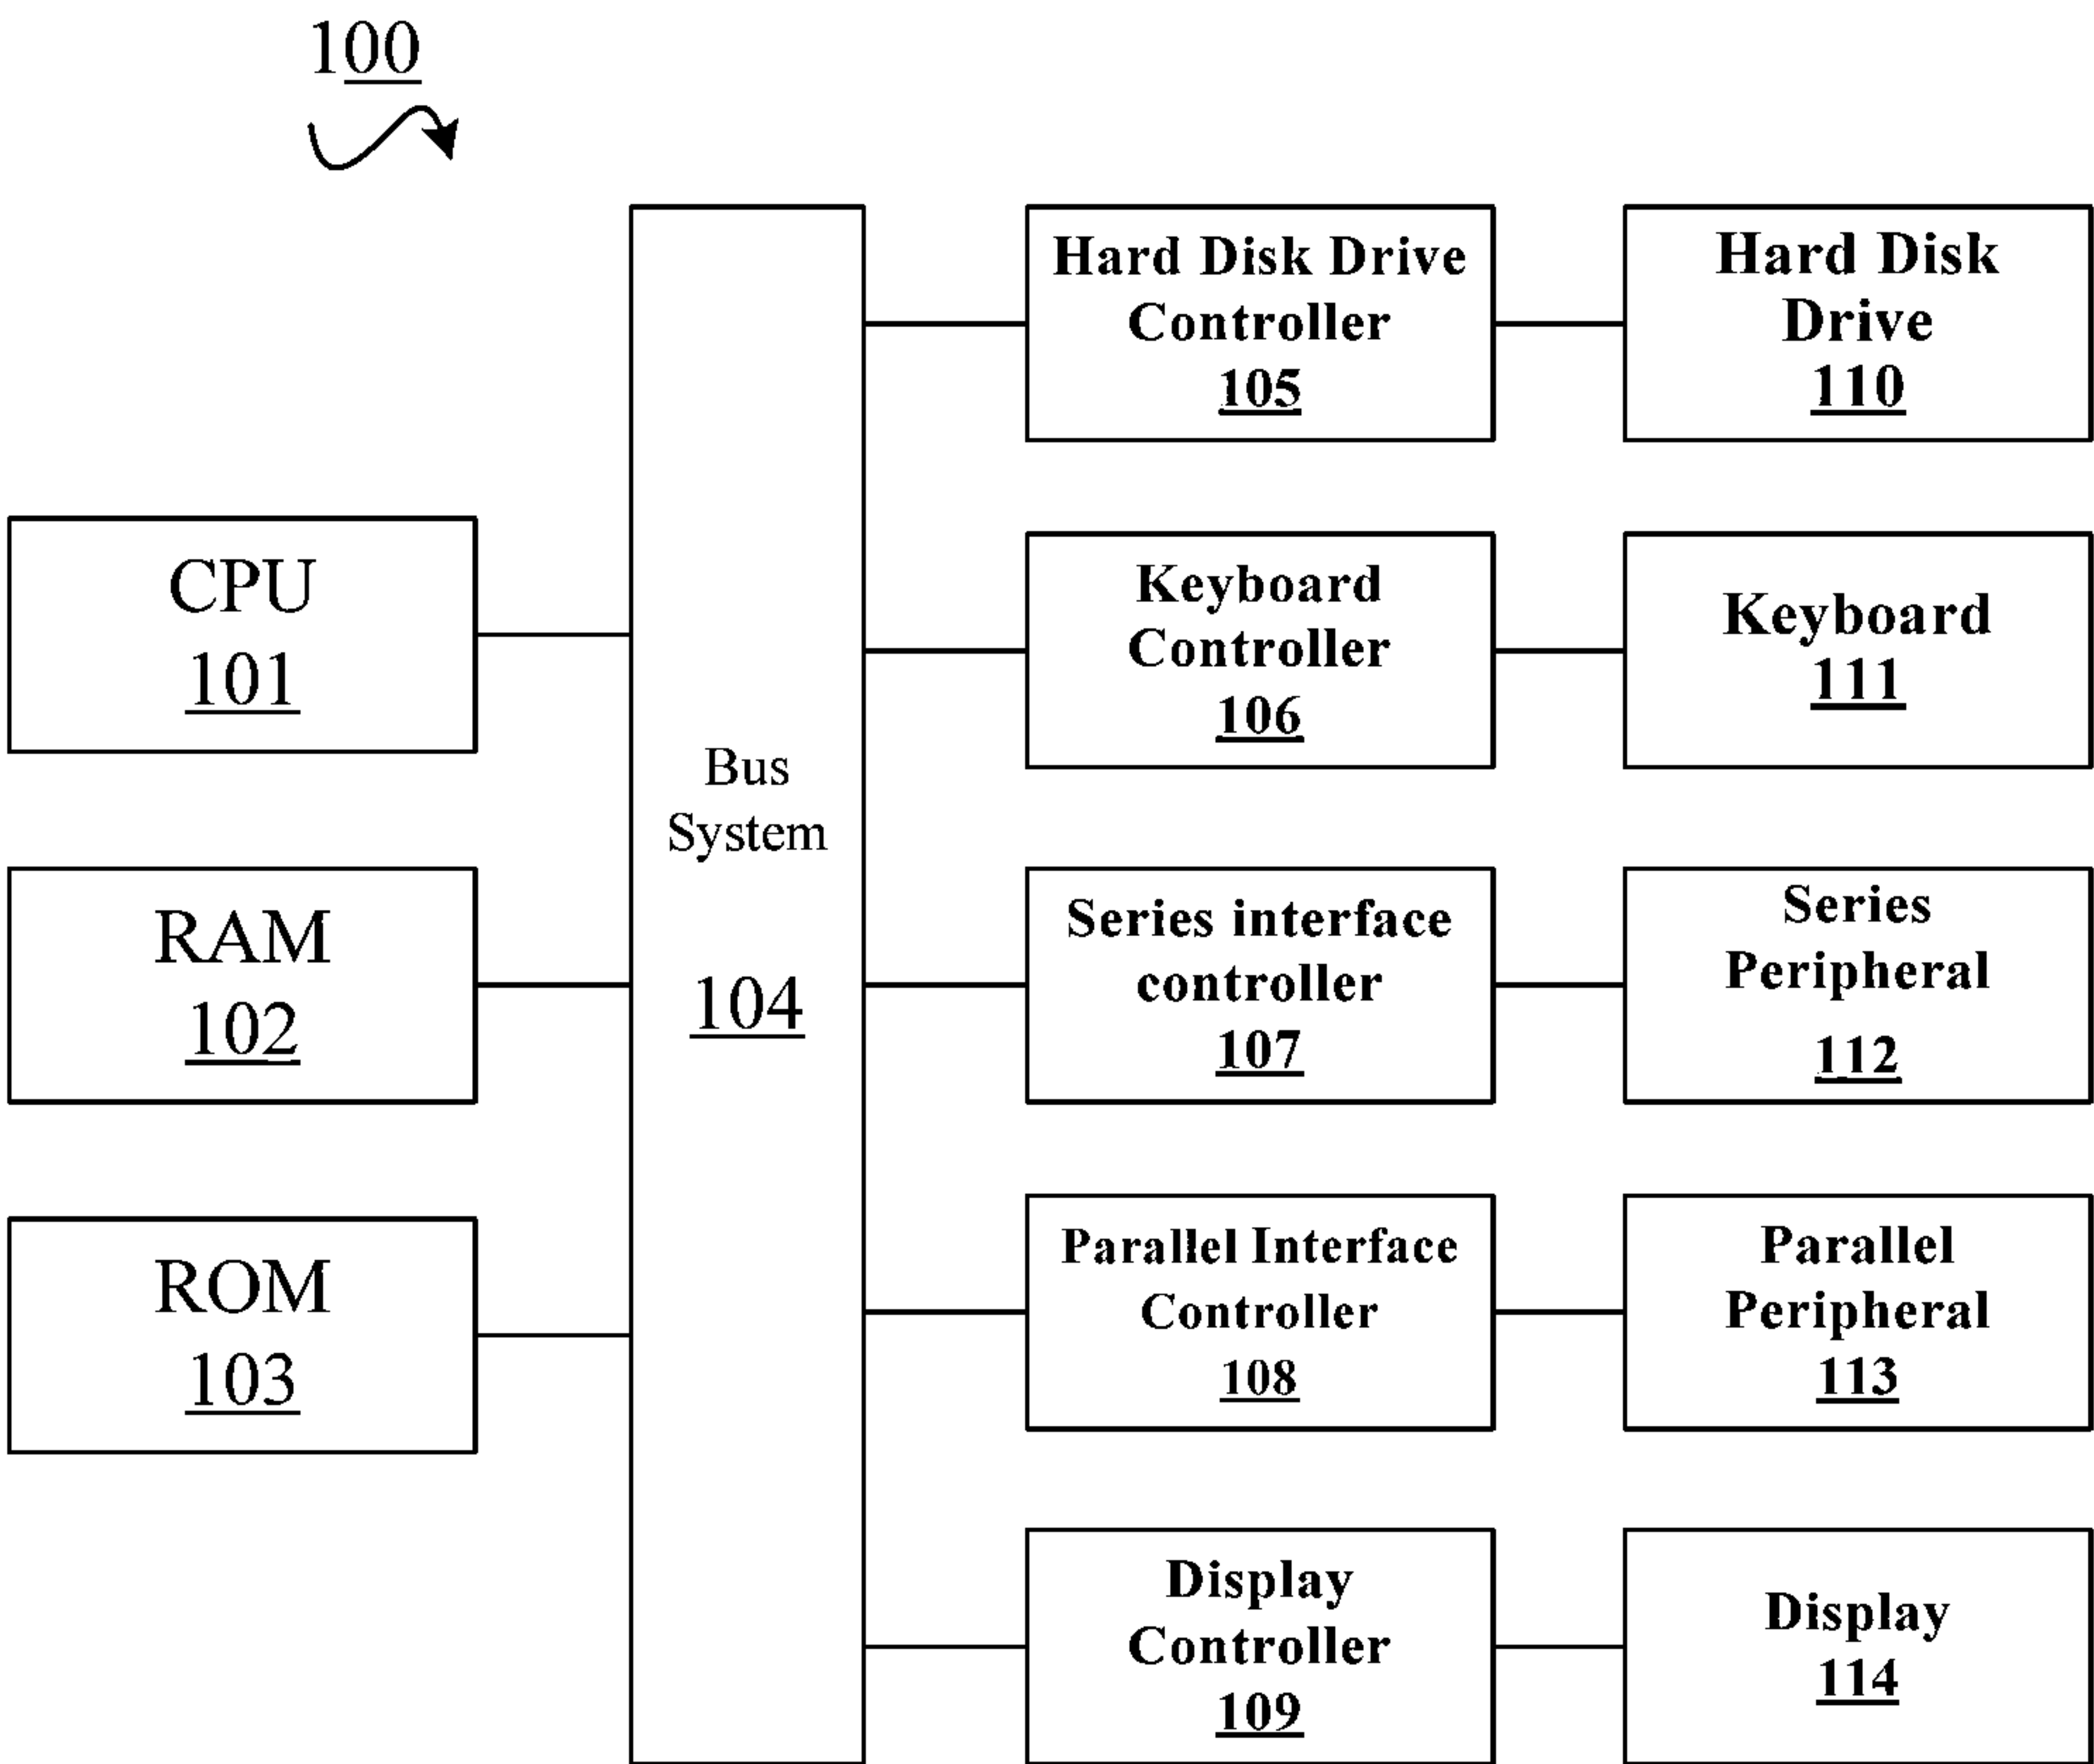 100
CPU
101
RAM
102
ROM
103
Bus
System
104
Hard Disk Drive
Controller
105
Hard Disk
Drive
110
Keyboard
Controller
106
Keyboard
111
Series interface
controller
107
Series
Peripheral
112
Parallel Interface
Controller
108
Parallel
Peripheral
113
Display
Controller
109
Display
114